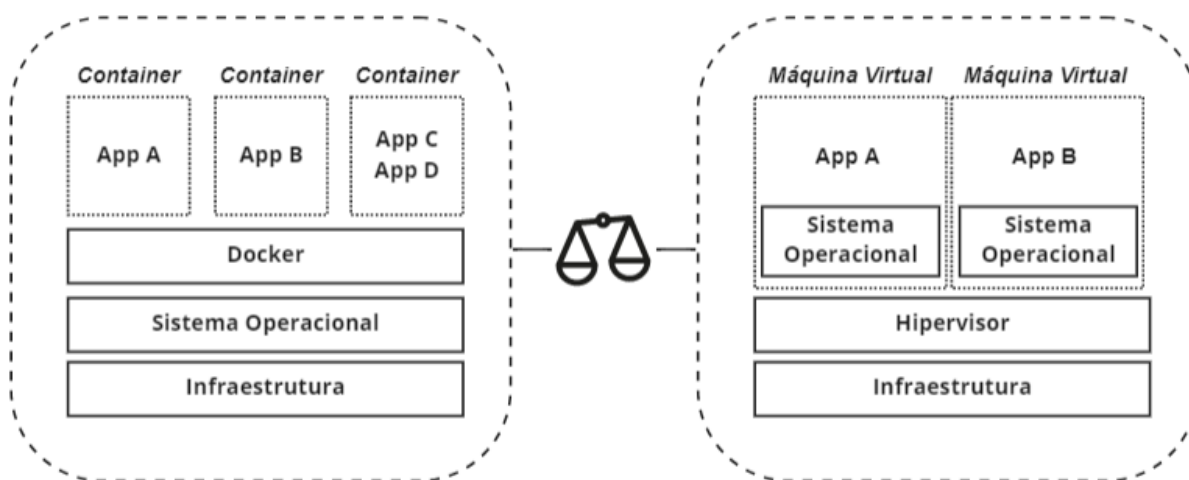 Container
Container
Container
App A
App B
App C
App D
Docker
Sistema Operacional
Infraestrutura
Máquina Virtual
Máquina Virtual
App A
App B
Sistema
Operacional
Sistema
Operacional
Hipervisor
Infraestrutura